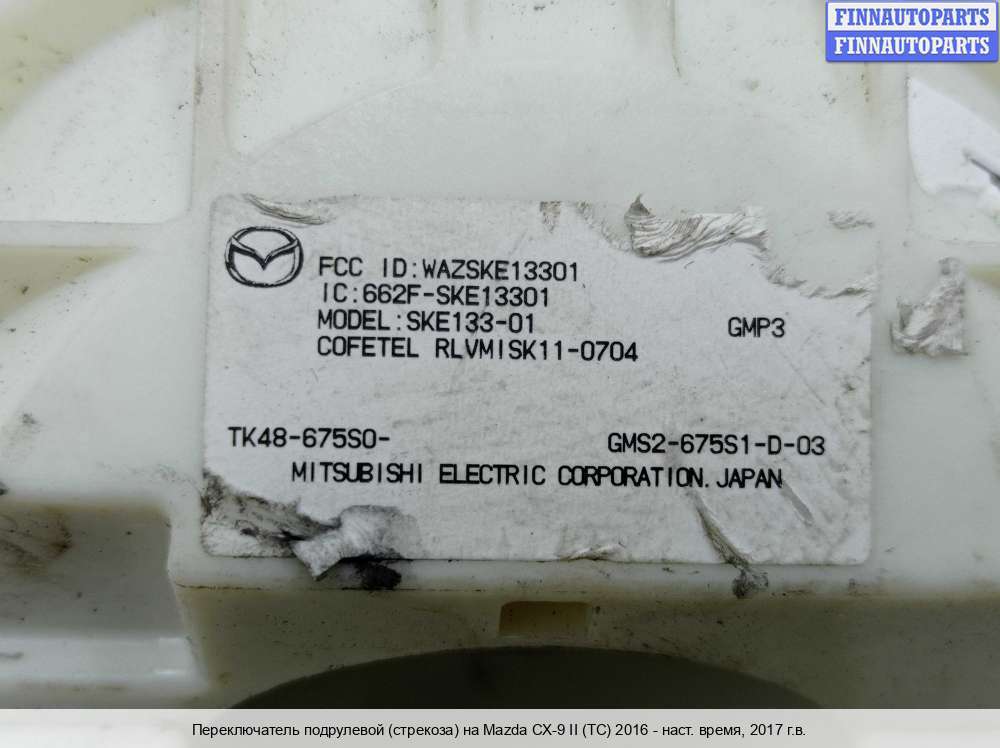 FINNAUTOPARTS
FINNAUTOPARTS
FCC ID:WAZSKE13301
IC:662F-SKE13301
MODEL:SKE133-01
GMP3
COFETEL RLVMISK11-0704
TK48-675S0-
GMS2-675S1-D-03
MITSUBISHI ELECTRIC CORPORATION.JAPAN
Переключатель подрулевой (стрекоза) на Mazda CX-9 II (TC) 2016 - наст. время, 2017 г.в.